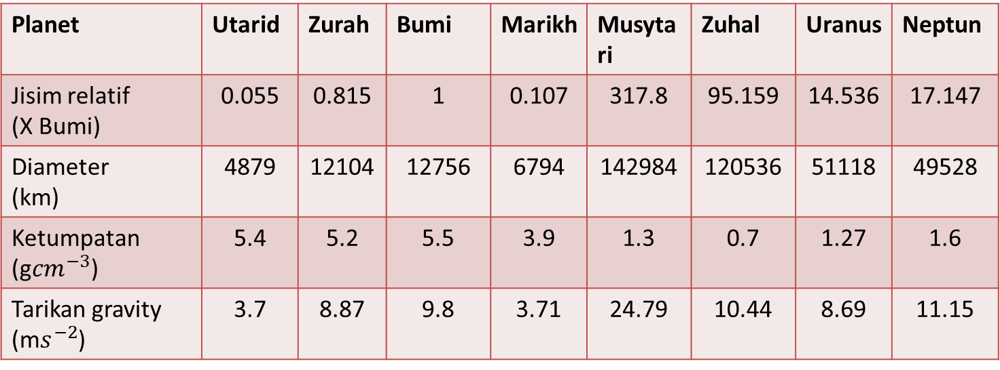 Planet Utarid Zurah Bumi Marikh Musyta Zuhal Uranus Neptun
ri
Jisim relatif 0.055 0.815 1 0.107 317.8 95.159 14.536 17.147
(X Bumi)
Diameter 4879 12104 12756 6794 142984 120536 51118 49528
(km)
Ketumpatan 5.4 5.2 5.5 3.9 1.3 0.7 1.27 1.6
(gcm⁻³)
Tarikan gravity 3.7 8.87 9.8 3.71 24.79 10.44 8.69 11.15
(ms⁻²)